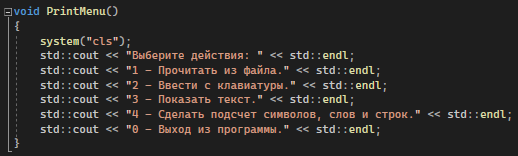 void PrintMenu()
{
    system("cls");
    std::cout << "Выберите действия: " << std::endl;
    std::cout << "1 - Прочитать из файла." << std::endl;
    std::cout << "2 - Ввести с клавиатуры." << std::endl;
    std::cout << "3 - Показать текст." << std::endl;
    std::cout << "4 - Сделать подсчет символов, слов и строк." << std::endl;
    std::cout << "0 - Выход из программы." << std::endl;
}